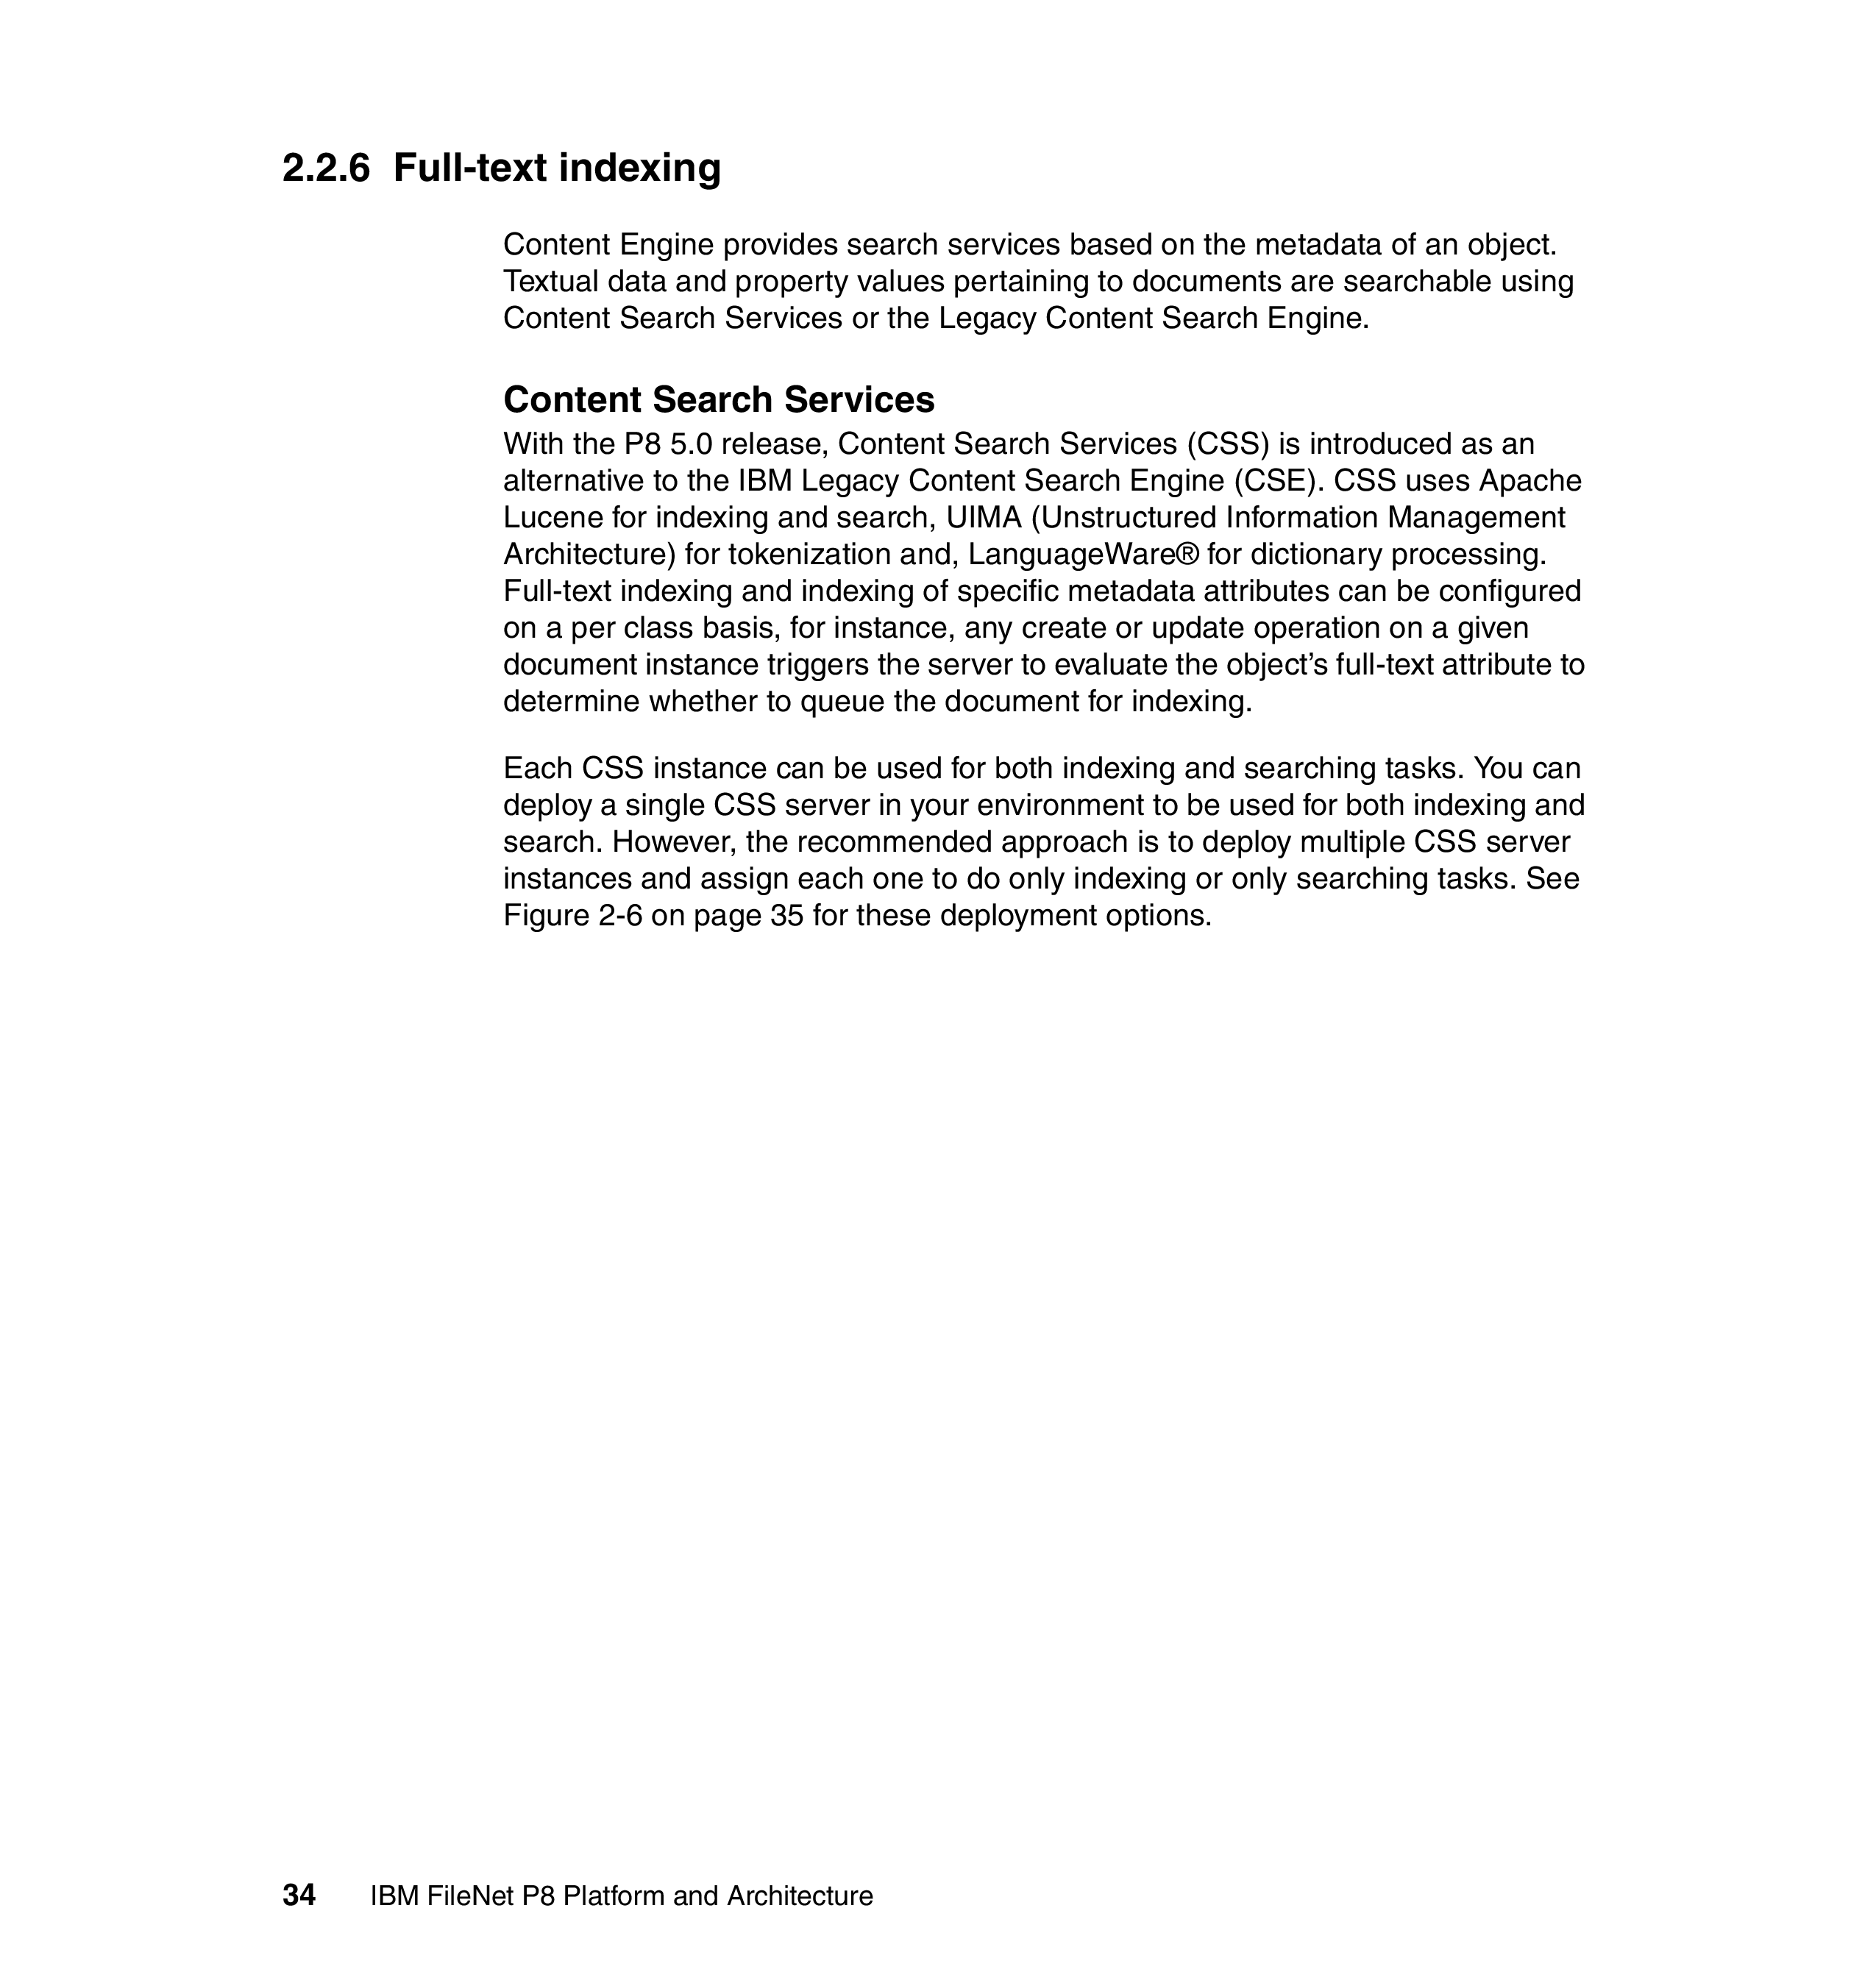 2.2.6 Full-text indexing
Content Engine provides search services based on the metadata of an object.
Textual data and property values pertaining to documents are searchable using
Content Search Services or the Legacy Content Search Engine.
Content Search Services
With the P8 5.0 release, Content Search Services (CSS) is introduced as an
alternative to the IBM Legacy Content Search Engine (CSE). CSS uses Apache
Lucene for indexing and search, UIMA (Unstructured Information Management
Architecture) for tokenization and, LanguageWare® for dictionary processing.
Full-text indexing and indexing of specific metadata attributes can be configured
on a per class basis, for instance, any create or update operation on a given
document instance triggers the server to evaluate the object’s full-text attribute to
determine whether to queue the document for indexing.
Each CSS instance can be used for both indexing and searching tasks. You can
deploy a single CSS server in your environment to be used for both indexing and
search. However, the recommended approach is to deploy multiple CSS server
instances and assign each one to do only indexing or only searching tasks. See
Figure 2-6 on page 35 for these deployment options.
34 IBM FileNet P8 Platform and Architecture